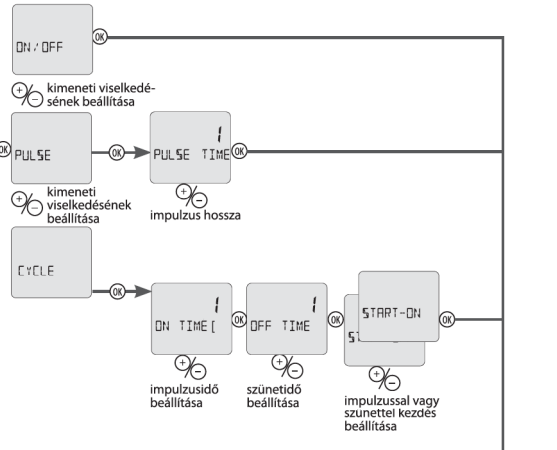 ON/OFF
OK
+/− kimeneti viselkedé-
sének beállítása
OK
PULSE
OK
1
PULSE TIME
OK
+/− kimeneti
viselkedésének
beállítása
+/−
impulzus hossza
CYCLE
OK
1
ON TIME[
OK
1
OFF TIME
OK
START-ON
OK
+/−
impulzusidő
beállítása
+/−
szünetidő
beállítása
+/−
impulzussal vagy
szünettel kezdés
beállítása